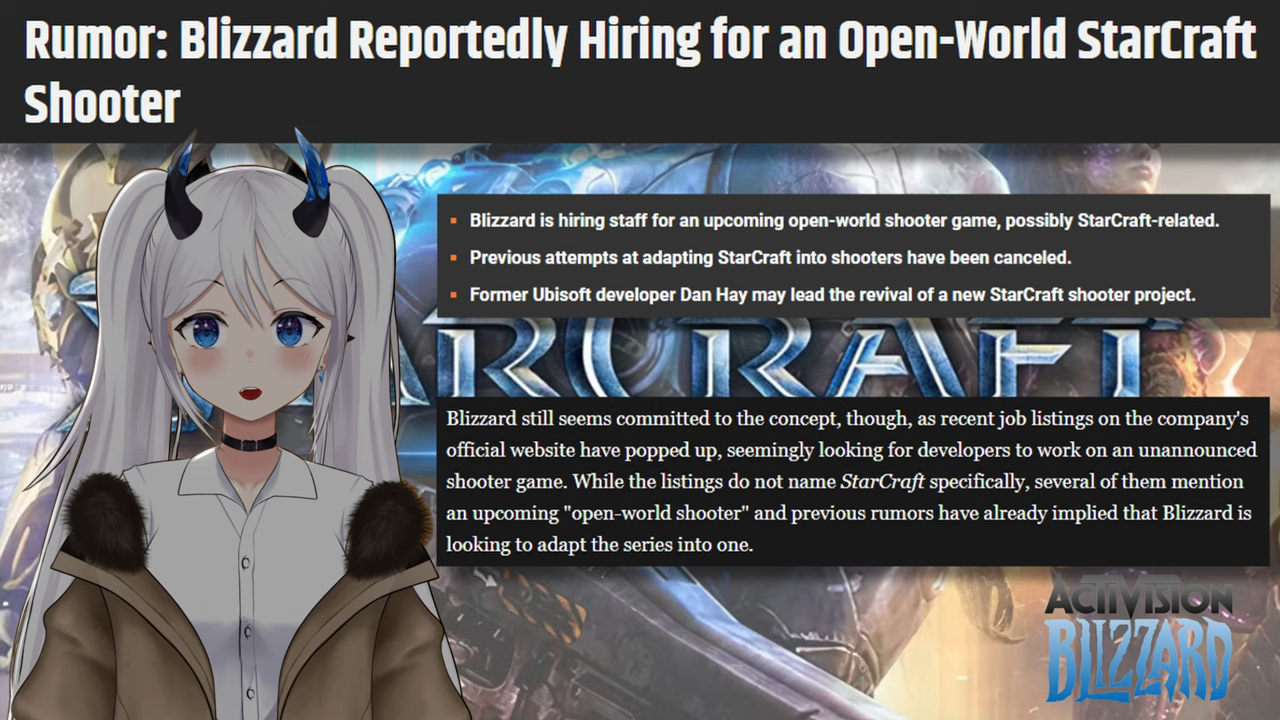 Rumor: Blizzard Reportedly Hiring for an Open-World StarCraft
Shooter
Blizzard is hiring staff for an upcoming open-world shooter game, possibly StarCraft-related.
Previous attempts at adapting StarCraft into shooters have been canceled.
Former Ubisoft developer Dan Hay may lead the revival of a new StarCraft shooter project.
ARCRAFT
Blizzard still seems committed to the concept, though, as recent job listings on the company's
official website have popped up, seemingly looking for developers to work on an unannounced
shooter game. While the listings do not name StarCraft specifically, several of them mention
an upcoming "open-world shooter" and previous rumors have already implied that Blizzard is
looking to adapt the series into one.
ACTIVISION
BLIZZARD